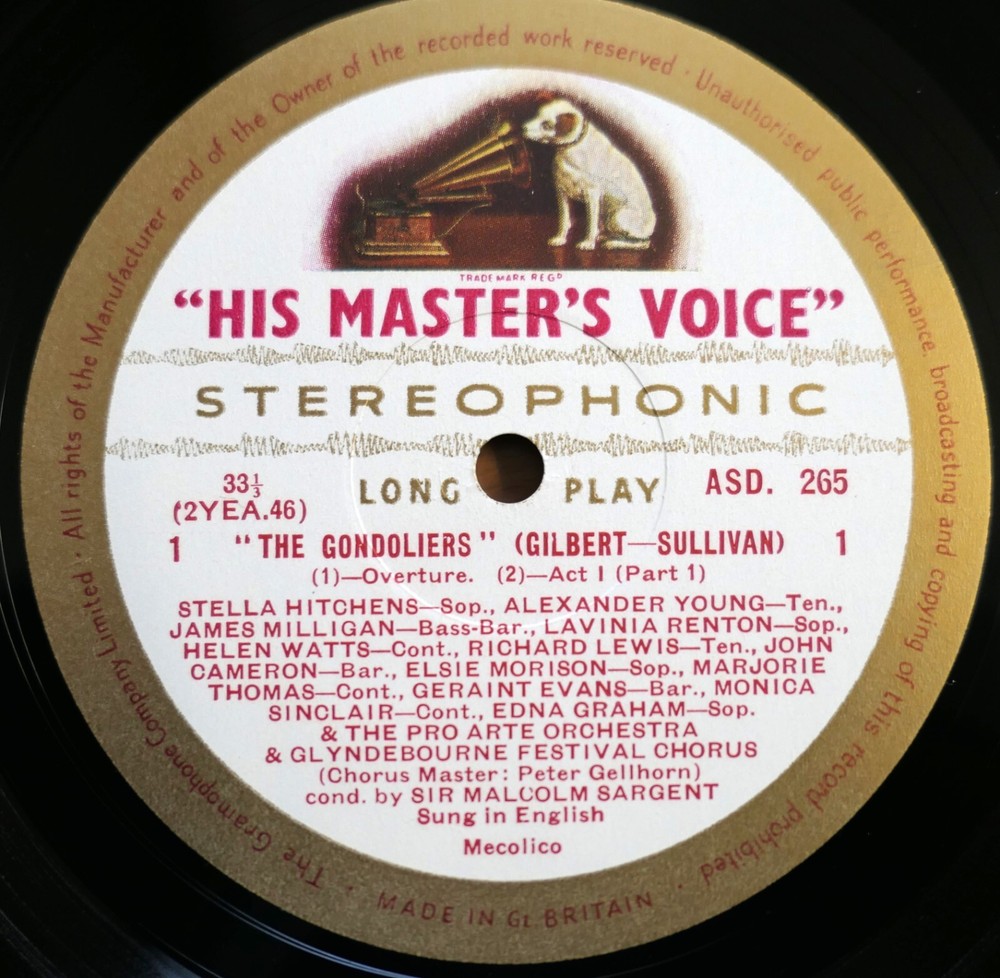 The Gramophone Company Limited · All rights of the Manufacturer and of the Owner of the recorded work reserved · Unauthorised public performance, broadcasting and copying of this record prohibited ·
TRADE MARK REGD
“HIS MASTER’S VOICE”
STEREOPHONIC
33⅓ LONG PLAY ASD. 265
(2YEA.46)
1 “THE GONDOLIERS” (GILBERT—SULLIVAN) 1
(1)—Overture. (2)—Act I (Part 1)
STELLA HITCHENS—Sop., ALEXANDER YOUNG—Ten.,
JAMES MILLIGAN—Bass-Bar., LAVINIA RENTON—Sop.,
HELEN WATTS—Cont., RICHARD LEWIS—Ten., JOHN
CAMERON—Bar., ELSIE MORISON—Sop., MARJORIE
THOMAS—Cont., GERAINT EVANS—Bar., MONICA
SINCLAIR—Cont., EDNA GRAHAM—Sop.
& THE PRO ARTE ORCHESTRA
& GLYNDEBOURNE FESTIVAL CHORUS
(Chorus Master: Peter Gellhorn)
cond. by SIR MALCOLM SARGENT
Sung in English
Mecolico
MADE IN Gt. BRITAIN